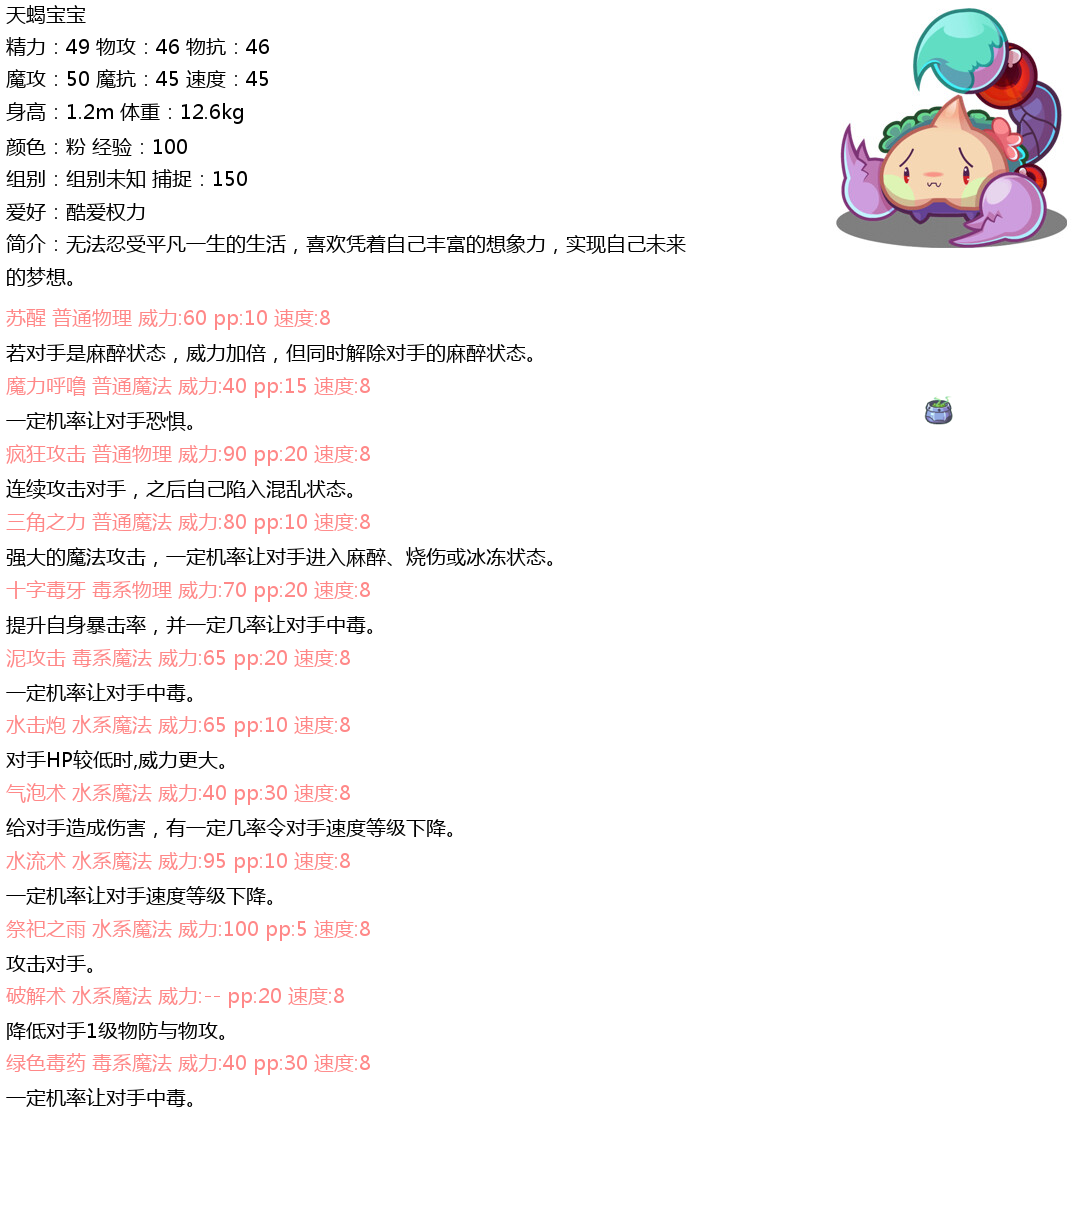 天蝎宝宝
精力：49 物攻：46 物抗：46
魔攻：50 魔抗：45 速度：45
身高：1.2m 体重：12.6kg
颜色：粉 经验：100
组别：组别未知 捕捉：150
爱好：酷爱权力
简介：无法忍受平凡一生的生活，喜欢凭着自己丰富的想象力，实现自己未来
的梦想。
苏醒 普通物理 威力:60 pp:10 速度:8
若对手是麻醉状态，威力加倍，但同时解除对手的麻醉状态。
魔力呼噜 普通魔法 威力:40 pp:15 速度:8
一定机率让对手恐惧。
疯狂攻击 普通物理 威力:90 pp:20 速度:8
连续攻击对手，之后自己陷入混乱状态。
三角之力 普通魔法 威力:80 pp:10 速度:8
强大的魔法攻击，一定机率让对手进入麻醉、烧伤或冰冻状态。
十字毒牙 毒系物理 威力:70 pp:20 速度:8
提升自身暴击率，并一定几率让对手中毒。
泥攻击 毒系魔法 威力:65 pp:20 速度:8
一定机率让对手中毒。
水击炮 水系魔法 威力:65 pp:10 速度:8
对手HP较低时,威力更大。
气泡术 水系魔法 威力:40 pp:30 速度:8
给对手造成伤害，有一定几率令对手速度等级下降。
水流术 水系魔法 威力:95 pp:10 速度:8
一定机率让对手速度等级下降。
祭祀之雨 水系魔法 威力:100 pp:5 速度:8
攻击对手。
破解术 水系魔法 威力:-- pp:20 速度:8
降低对手1级物防与物攻。
绿色毒药 毒系魔法 威力:40 pp:30 速度:8
一定机率让对手中毒。